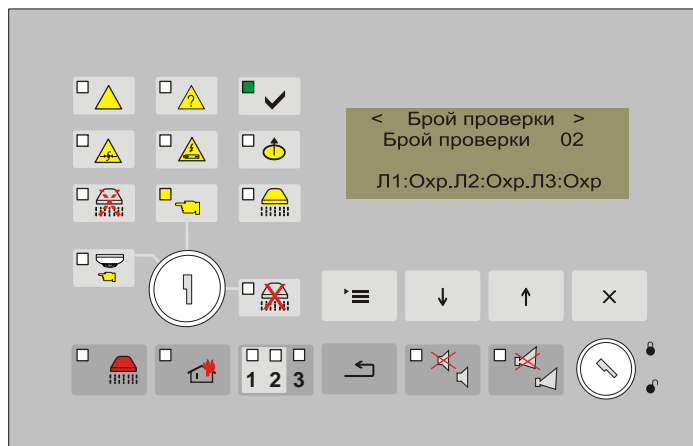 ?
< Брой проверки >
Брой проверки 02
Л1:Охр.Л2:Охр.Л3:Охр
1 2 3